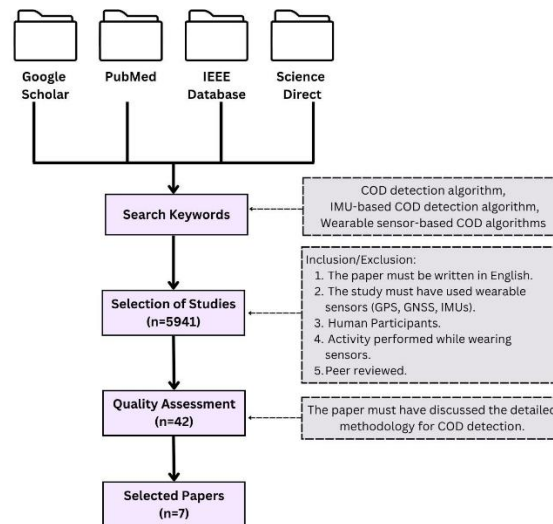 Google
Scholar
PubMed
IEEE
Database
Science
Direct
Search Keywords
COD detection algorithm,
IMU-based COD detection algorithm,
Wearable sensor-based COD algorithms
Selection of Studies
(n=5941)
Inclusion/Exclusion:
1. The paper must be written in English.
2. The study must have used wearable
sensors (GPS, GNSS, IMUs).
3. Human Participants.
4. Activity performed while wearing
sensors.
5. Peer reviewed.
Quality Assessment
(n=42)
The paper must have discussed the detailed
methodology for COD detection.
Selected Papers
(n=7)